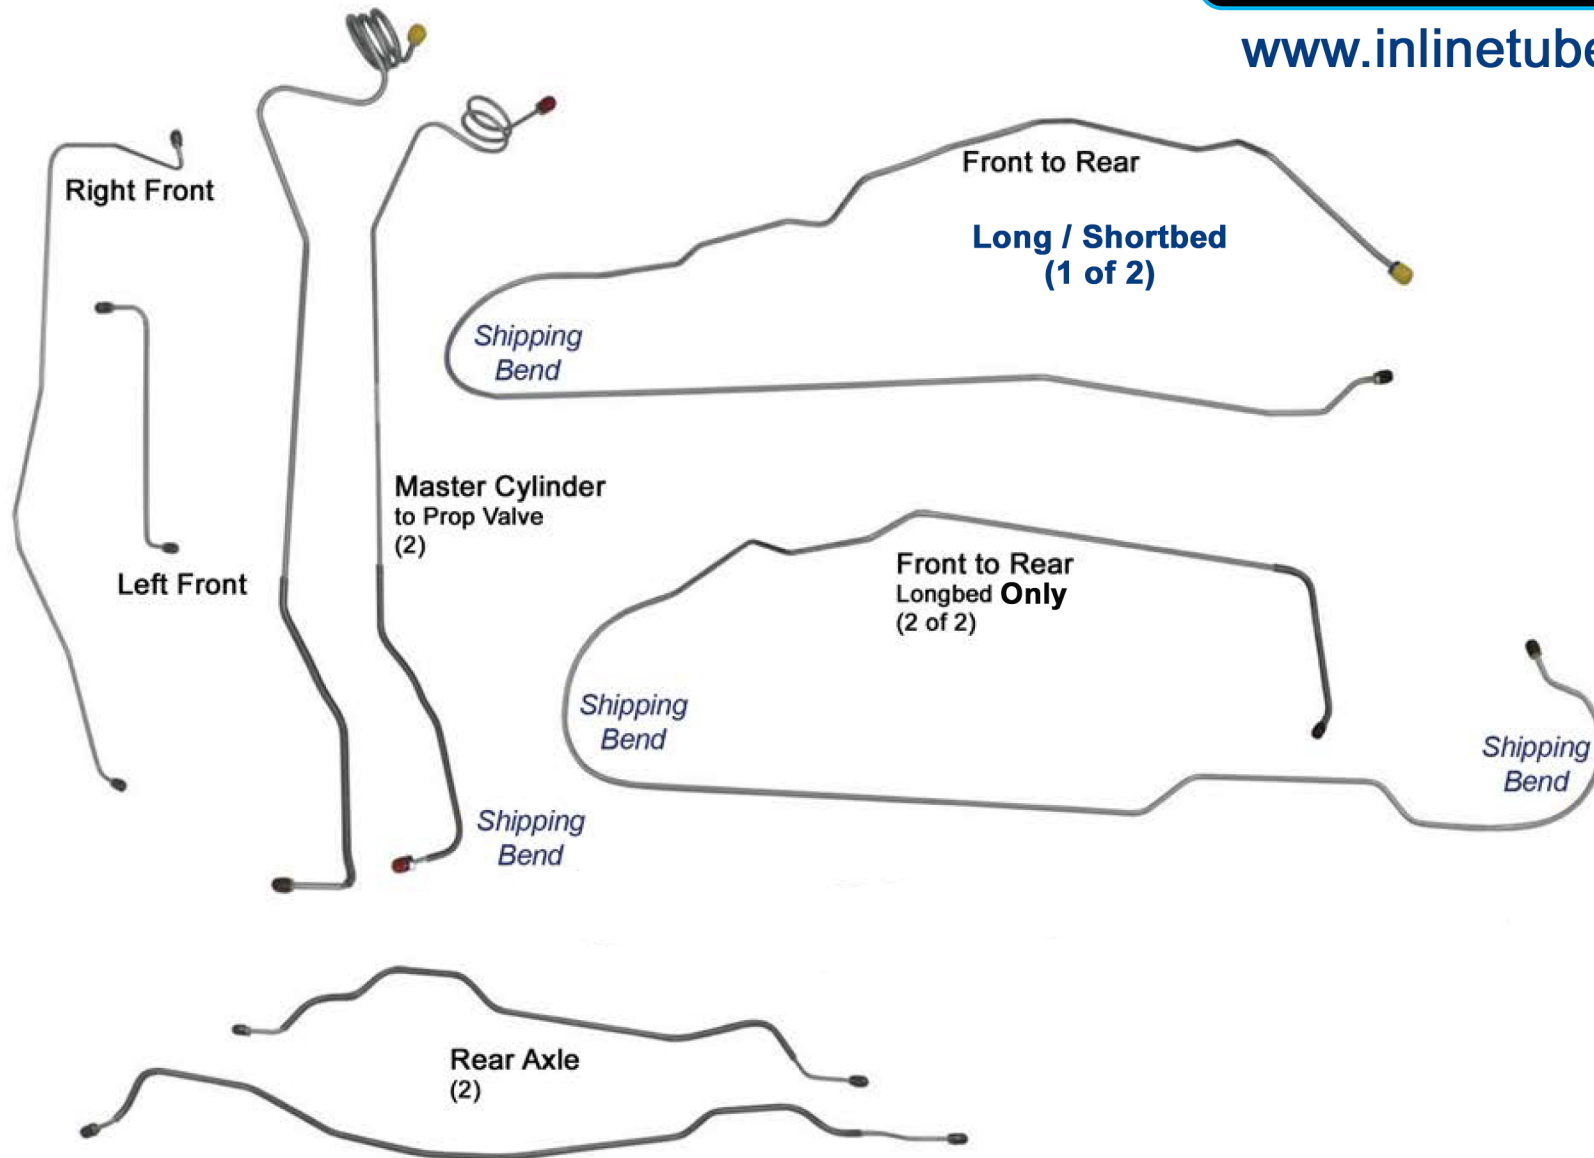 www.inlinetube
Right Front
Front to Rear
Long / Shortbed
(1 of 2)
Shipping
Bend
Master Cylinder
to Prop Valve
(2)
Left Front
Front to Rear
Longbed Only
(2 of 2)
Shipping
Bend
Shipping
Bend
Shipping
Bend
Rear Axle
(2)